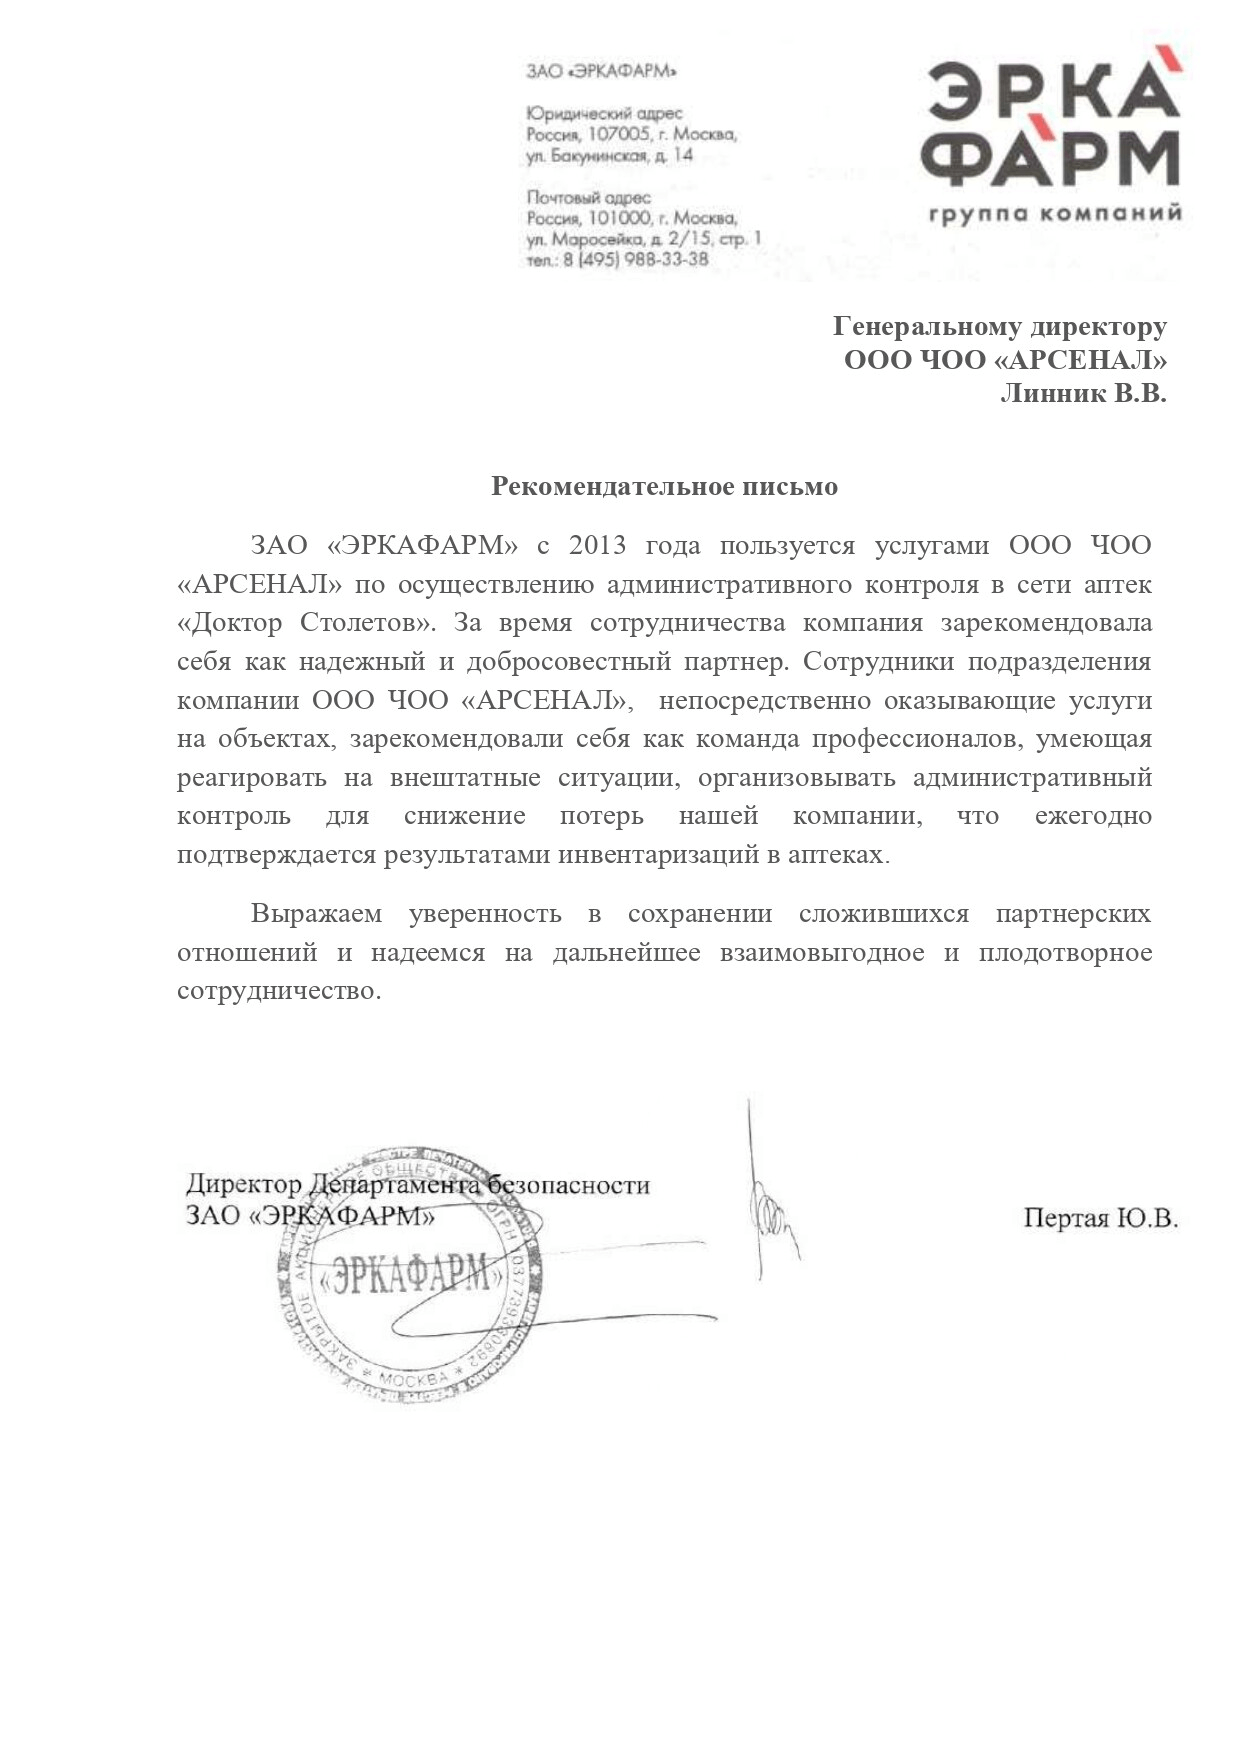 ЗАО «ЭРКАФАРМ»
Юридический адрес
Россия, 107005, г. Москва,
ул. Бакунинская, д. 14
Почтовый адрес
Россия, 101000, г. Москва,
ул. Маросейка, д. 2/15, стр. 1
тел.: 8 (495) 988-33-38
ЭРКА
ФАРМ
группа компаний
Генеральному директору
ООО ЧОО «АРСЕНАЛ»
Линник В.В.
Рекомендательное письмо
ЗАО «ЭРКАФАРМ» с 2013 года пользуется услугами ООО ЧОО
«АРСЕНАЛ» по осуществлению административного контроля в сети аптек
«Доктор Столетов». За время сотрудничества компания зарекомендовала
себя как надежный и добросовестный партнер. Сотрудники подразделения
компании ООО ЧОО «АРСЕНАЛ», непосредственно оказывающие услуги
на объектах, зарекомендовали себя как команда профессионалов, умеющая
реагировать на внештатные ситуации, организовывать административный
контроль для снижение потерь нашей компании, что ежегодно
подтверждается результатами инвентаризаций в аптеках.
Выражаем уверенность в сохранении сложившихся партнерских
отношений и надеемся на дальнейшее взаимовыгодное и плодотворное
сотрудничество.
Директор Департамента безопасности
ЗАО «ЭРКАФАРМ»
Пертая Ю.В.
ЗАКРЫТОЕ АКЦИОНЕРНОЕ ОБЩЕСТВО * ОГРН
«ЭРКАФАРМ»
* МОСКВА *